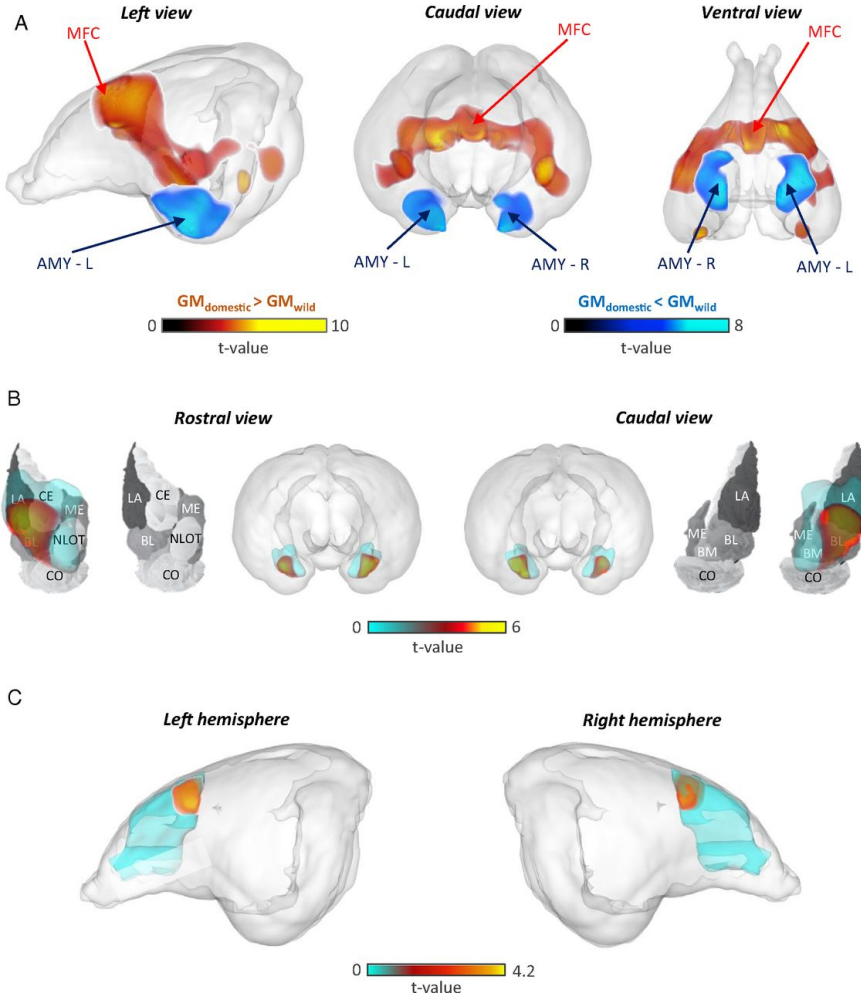 A
Left view
Caudal view
Ventral view
MFC
MFC
MFC
AMY - L
AMY - L
AMY - R
AMY - R
AMY - L
GMdomestic > GMwild
GMdomestic < GMwild
0
10
0
8
t-value
t-value
B
Rostral view
Caudal view
LA
CE
ME
BL
NLOT
CO
LA
CE
ME
BL
NLOT
CO
LA
ME
BL
BM
CO
LA
ME
BL
BM
CO
0
6
t-value
C
Left hemisphere
Right hemisphere
0
4.2
t-value